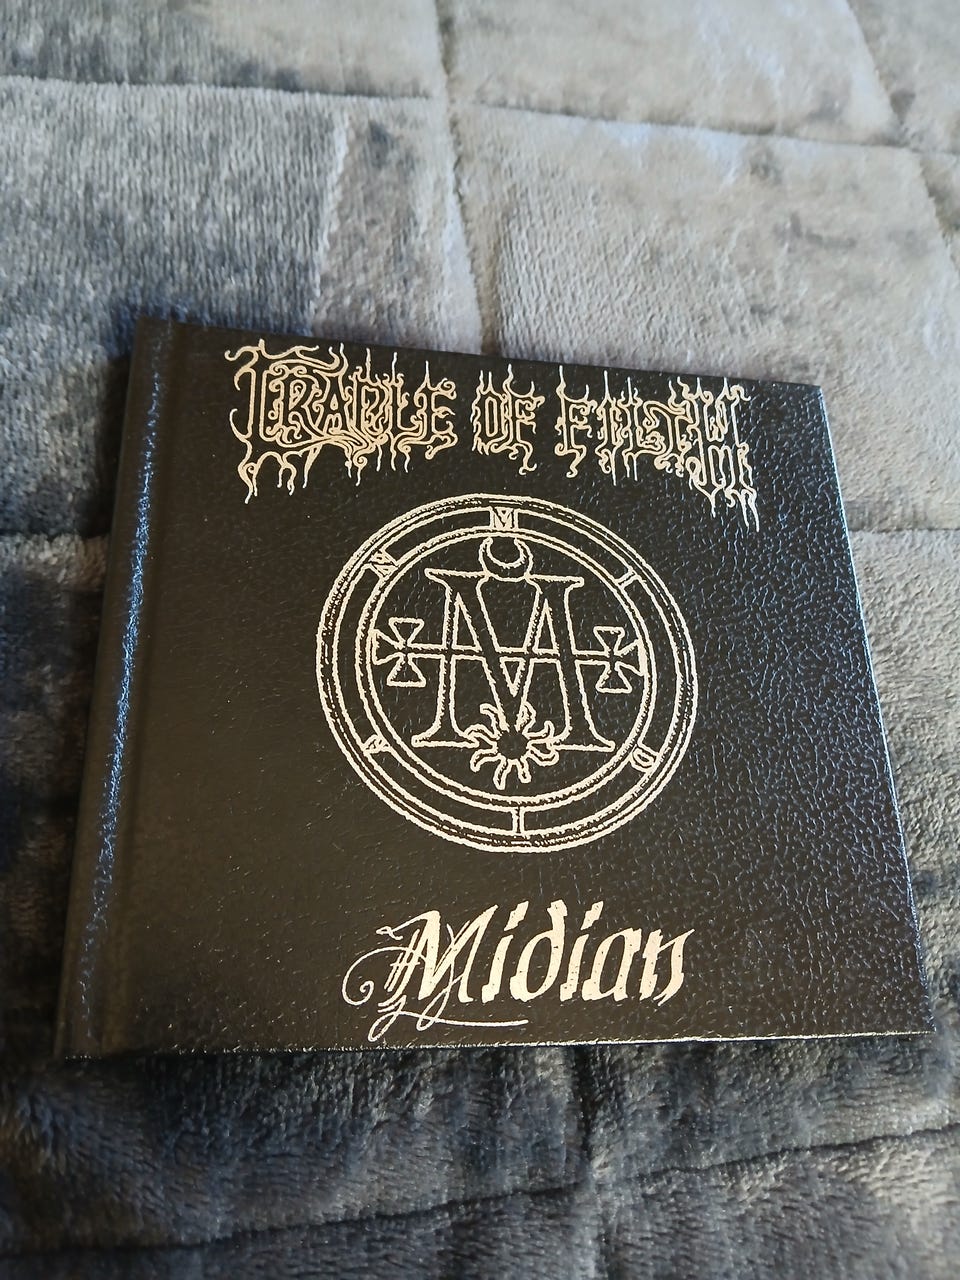 CRADLE OF FILTH
M I D I A N
M
Midian